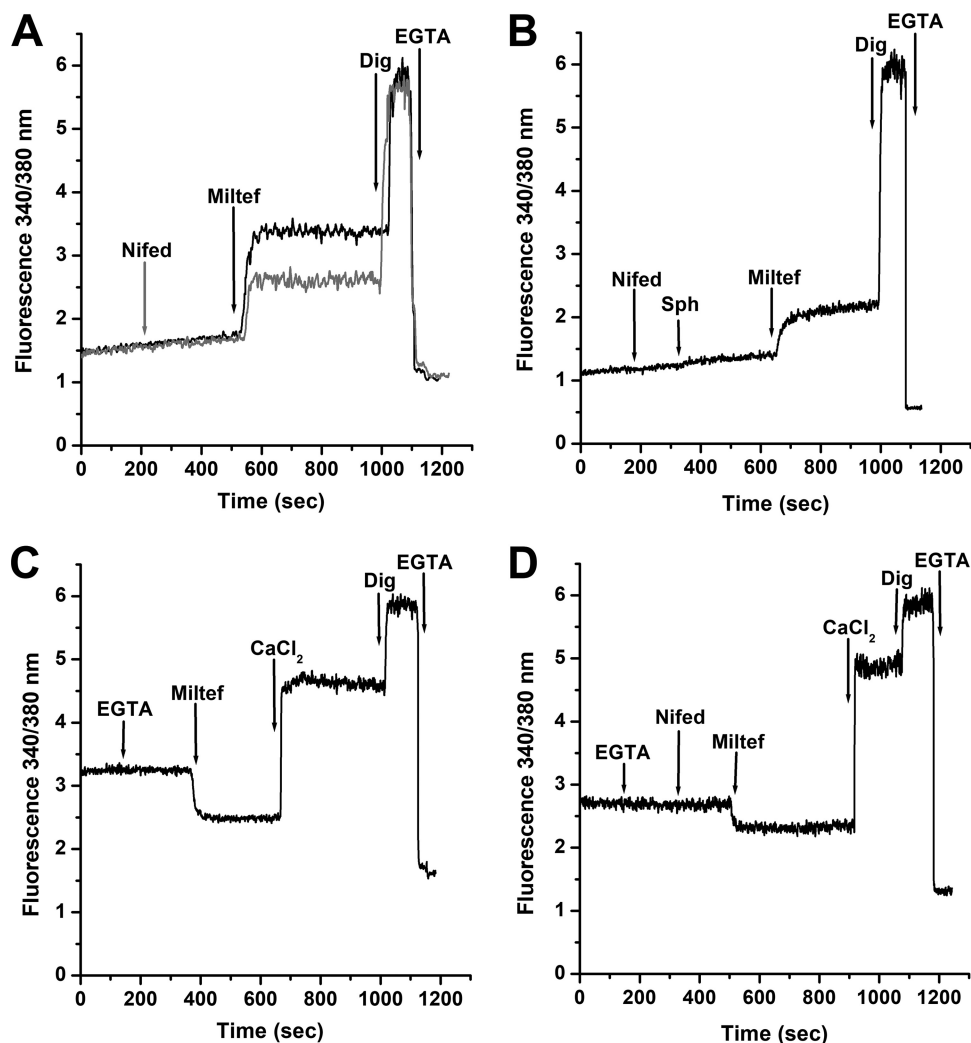 A
EGTA
Dig
Miltef
Nifed
Fluorescence 340/380 nm
6
5
4
3
2
1
0
0 200 400 600 800 1000 1200
Time (sec)
B
EGTA
Dig
Nifed
Sph
Miltef
Fluorescence 340/380 nm
6
5
4
3
2
1
0
0 200 400 600 800 1000 1200
Time (sec)
C
EGTA
Dig
CaCl₂
Miltef
EGTA
Fluorescence 340/380 nm
6
5
4
3
2
1
0
0 200 400 600 800 1000 1200
Time (sec)
D
EGTA
Dig
CaCl₂
Nifed
Miltef
EGTA
Fluorescence 340/380 nm
6
5
4
3
2
1
0
0 200 400 600 800 1000 1200
Time (sec)